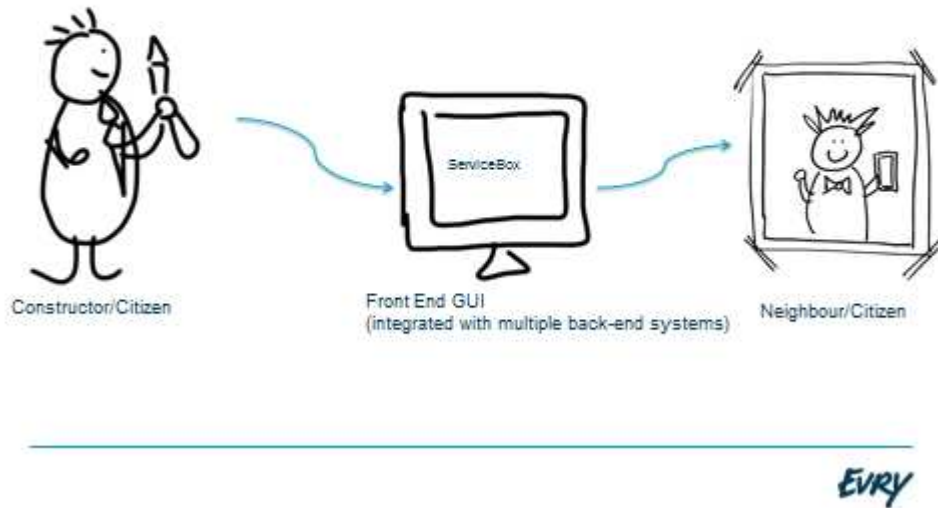 ServiceBox
Constructor/Citizen
Front End GUI
(integrated with multiple back-end systems)
Neighbour/Citizen
EVRY